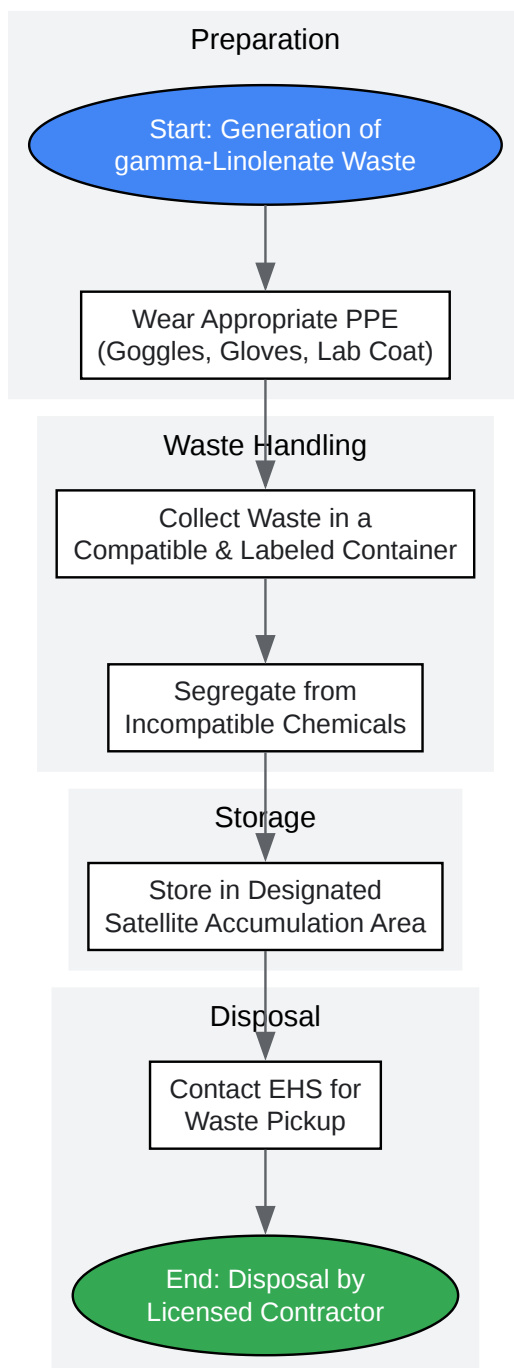 Preparation
Start: Generation of
gamma-Linolenate Waste
Wear Appropriate PPE
(Goggles, Gloves, Lab Coat)
Waste Handling
Collect Waste in a
Compatible & Labeled Container
Segregate from
Incompatible Chemicals
Storage
Store in Designated
Satellite Accumulation Area
Disposal
Contact EHS for
Waste Pickup
End: Disposal by
Licensed Contractor